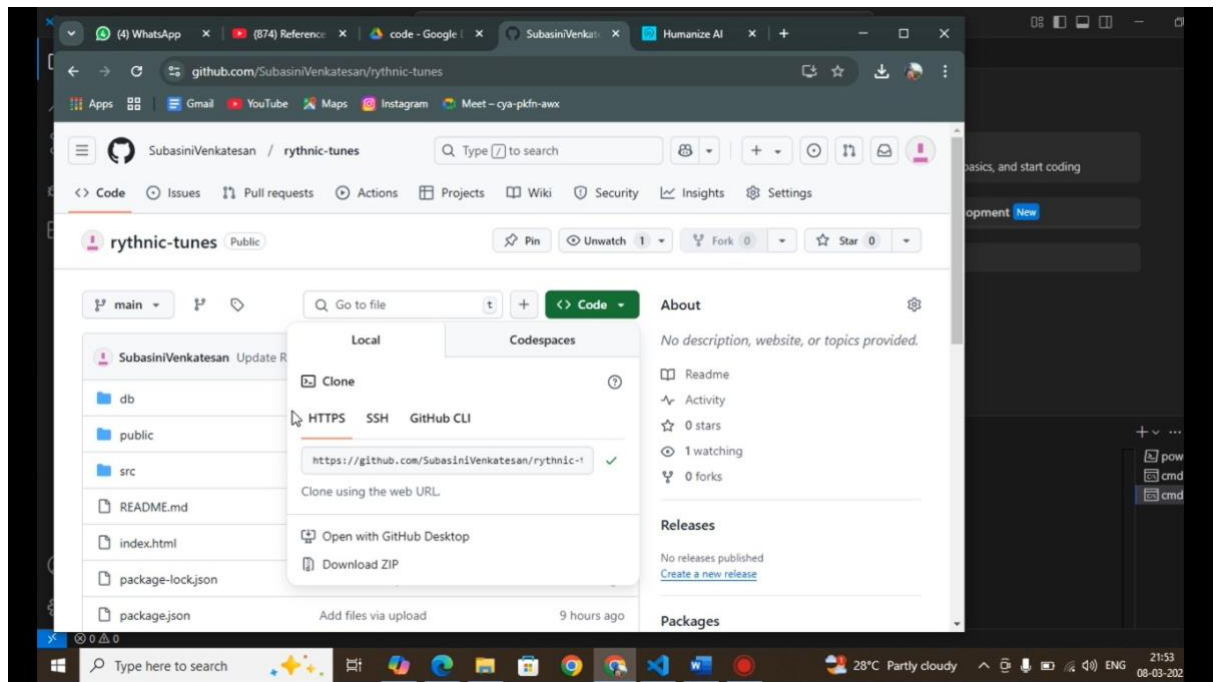 (4) WhatsApp
(874) Reference
code - Google
SubasiniVenkat
Humanize AI
github.com/SubasiniVenkatesan/rythnic-tunes
Apps
Gmail
YouTube
Maps
Instagram
Meet – cya-pkfn-awx
SubasiniVenkatesan / rythnic-tunes
Type / to search
Code
Issues
Pull requests
Actions
Projects
Wiki
Security
Insights
Settings
basics, and start coding
opment New
rythnic-tunes Public
Pin
Unwatch 1
Fork 0
Star 0
main
Go to file t
Code
About
No description, website, or topics provided.
Local
Codespaces
SubasiniVenkatesan Update R
Clone
HTTPS SSH GitHub CLI
https://github.com/SubasiniVenkatesan/rythnic-t
Clone using the web URL.
Open with GitHub Desktop
Download ZIP
db
public
src
README.md
index.html
package-lock.json
package.json Add files via upload 9 hours ago
Readme
Activity
0 stars
1 watching
0 forks
Releases
No releases published
Create a new release
Packages
pow
cmd
cmd
0 0
Type here to search
28°C Partly cloudy
ENG
21:53
08-03-202